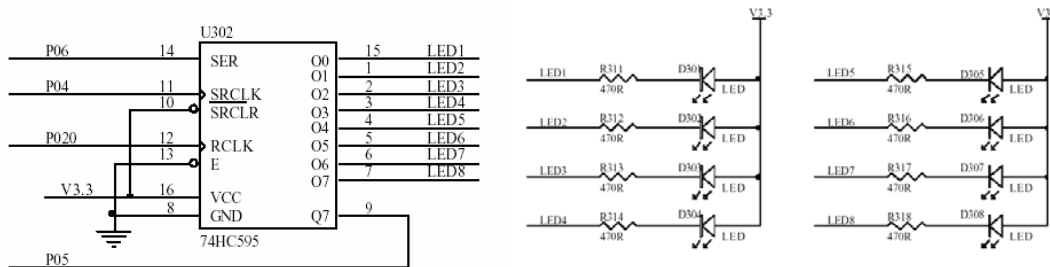 U302
P06 14 SER O0 15 LED1
O1 1 LED2
P04 11 SRCLK O2 2 LED3
10 SRCLR O3 3 LED4
O4 4 LED5
P020 12 RCLK O5 5 LED6
13 E O6 6 LED7
O7 7 LED8
V3.3 16 VCC
8 GND Q7 9
74HC595
P05
V3.3
LED1 R311 470R D301 LED
LED2 R312 470R D302 LED
LED3 R313 470R D303 LED
LED4 R314 470R D304 LED
LED5 R315 470R D305 LED
LED6 R316 470R D306 LED
LED7 R317 470R D307 LED
LED8 R318 470R D308 LED